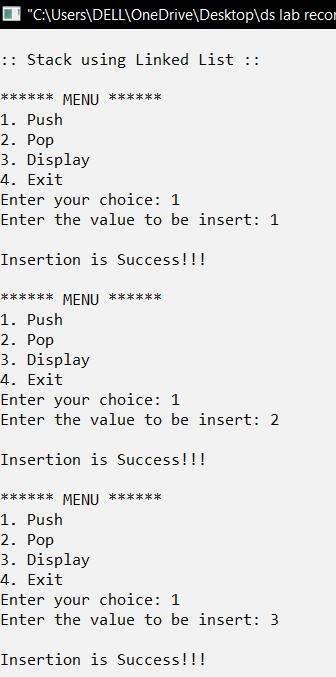 "C:\Users\DELL\OneDrive\Desktop\ds lab recor
:: Stack using Linked List ::
****** MENU ******
1. Push
2. Pop
3. Display
4. Exit
Enter your choice: 1
Enter the value to be insert: 1
Insertion is Success!!!
****** MENU ******
1. Push
2. Pop
3. Display
4. Exit
Enter your choice: 1
Enter the value to be insert: 2
Insertion is Success!!!
****** MENU ******
1. Push
2. Pop
3. Display
4. Exit
Enter your choice: 1
Enter the value to be insert: 3
Insertion is Success!!!